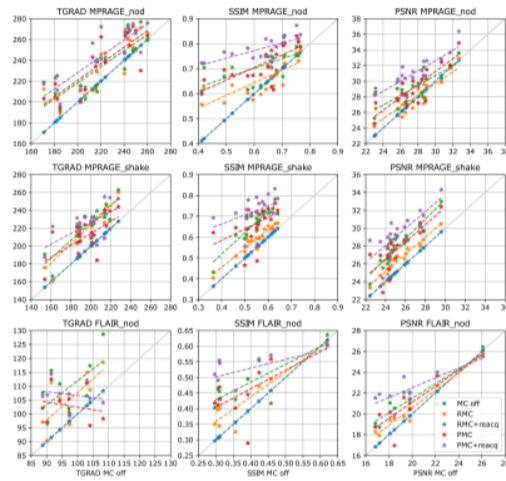 TGRAD MPRAGE_nod
SSIM MPRAGE_nod
PSNR MPRAGE_nod
280
260
240
220
200
180
160
160 180 200 220 240 260 280
0.9
0.8
0.7
0.6
0.5
0.4
0.4 0.5 0.6 0.7 0.8 0.9
38
36
34
32
30
28
26
24
22
22 24 26 28 30 32 34 36 38
TGRAD MPRAGE_shake
SSIM MPRAGE_shake
PSNR MPRAGE_shake
280
260
240
220
200
180
160
140
140 160 180 200 220 240 260 280
0.9
0.8
0.7
0.6
0.5
0.4
0.3
0.3 0.4 0.5 0.6 0.7 0.8 0.9
36
34
32
30
28
26
24
22
22 24 26 28 30 32 34 36
TGRAD FLAIR_nod
SSIM FLAIR_nod
PSNR FLAIR_nod
130
125
120
115
110
105
100
95
90
85
85 90 95 100 105 110 115 120 125 130
TGRAD MC off
0.65
0.60
0.55
0.50
0.45
0.40
0.35
0.30
0.25
0.25 0.30 0.35 0.40 0.45 0.50 0.55 0.60 0.65
SSIM MC off
28
26
24
22
20
18
16
16 18 20 22 24 26 28
PSNR MC off
MC off
RMC
RMC+reacq
PMC
PMC+reacq